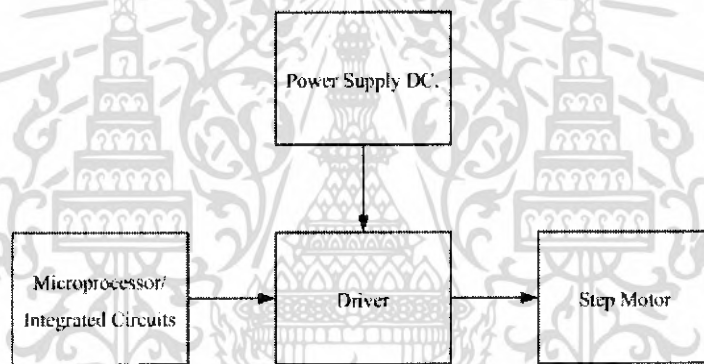 Power Supply DC.
Microprocessor/
Integrated Circuits
Driver
Step Motor